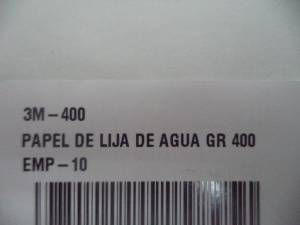 3M-400
PAPEL DE LIJA DE AGUA GR 400
EMP-10